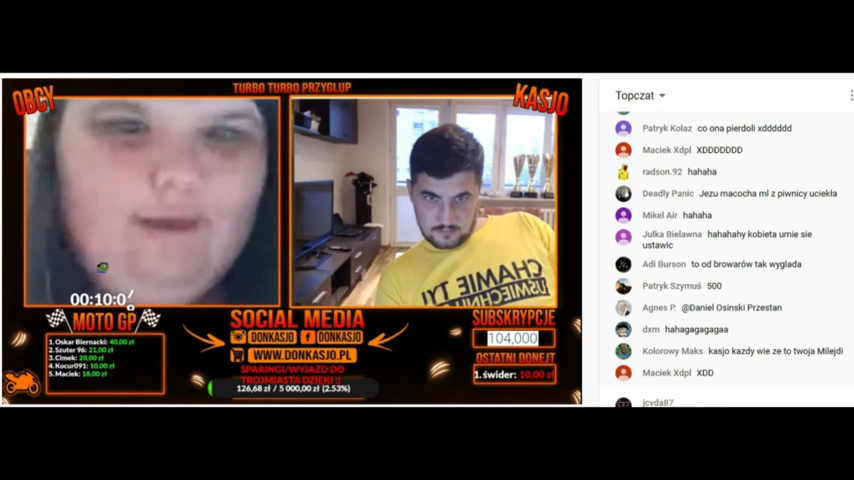 TURBO TURBO PRZYGLUP
OBCY
KASJO
CHAMIE TY!
UŚMIECHNIJ
00:10:0
MOTO GP
1. Oskar Biernacki: 40,00 zł
2. Szuter 96: 21,00 zł
3. Cimek: 20,00 zł
4. Kocur091: 10,00 zł
5. Maciek: 18,00 zł
SOCIAL MEDIA
DONKASJO
DONKASJO
WWW.DONKASJO.PL
SPARINGI/WYJAZD DO
TROJMIASTA DZIĘKI :)
126,68 zł / 5 000,00 zł (2.53%)
SUBSKRYPCJE
104,000
OSTATNI DONEJT
1. świder: 10,00 zł
Topczat
Patryk Kolaz co ona pierdoli xdddddd
Maciek Xdpl XDDDDDDD
radson.92 hahaha
Deadly Panic Jezu macocha ml z piwnicy uciekła
Mikel Air hahaha
Julka Bielawna hahahahy kobieta umie sie
ustawic
Adi Burson to od browarów tak wyglada
Patryk Szymuś 500
Agnes P. @Daniel Osinski Przestan
dxm hahagagagagaa
Kolorowy Maks kasjo kazdy wie ze to twoja Milejdi
Maciek Xdpl XDD
jcvda87